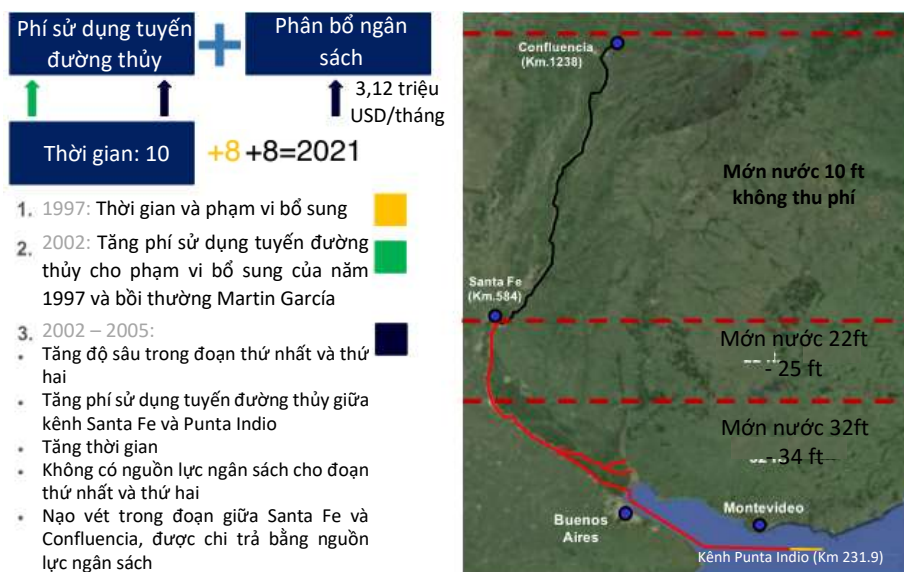 Phí sử dụng tuyến
đường thủy
+
Phân bổ ngân
sách
3,12 triệu
USD/tháng
Thời gian: 10
+8 +8=2021
1. 1997: Thời gian và phạm vi bổ sung
2. 2002: Tăng phí sử dụng tuyến đường
thủy cho phạm vi bổ sung của năm
1997 và bồi thường Martin García
3. 2002 – 2005:
• Tăng độ sâu trong đoạn thứ nhất và thứ
hai
• Tăng phí sử dụng tuyến đường thủy giữa
kênh Santa Fe và Punta Indio
• Tăng thời gian
• Không có nguồn lực ngân sách cho đoạn
thứ nhất và thứ hai
• Nạo vét trong đoạn giữa Santa Fe và
Confluencia, được chi trả bằng nguồn
lực ngân sách
Confluencia
(Km.1238)
Mớn nước 10 ft
không thu phí
Santa Fe
(Km.584)
Mớn nước 22ft
- 25 ft
Mớn nước 32ft
- 34 ft
Buenos
Aires
Montevideo
Kênh Punta Indio (Km 231.9)